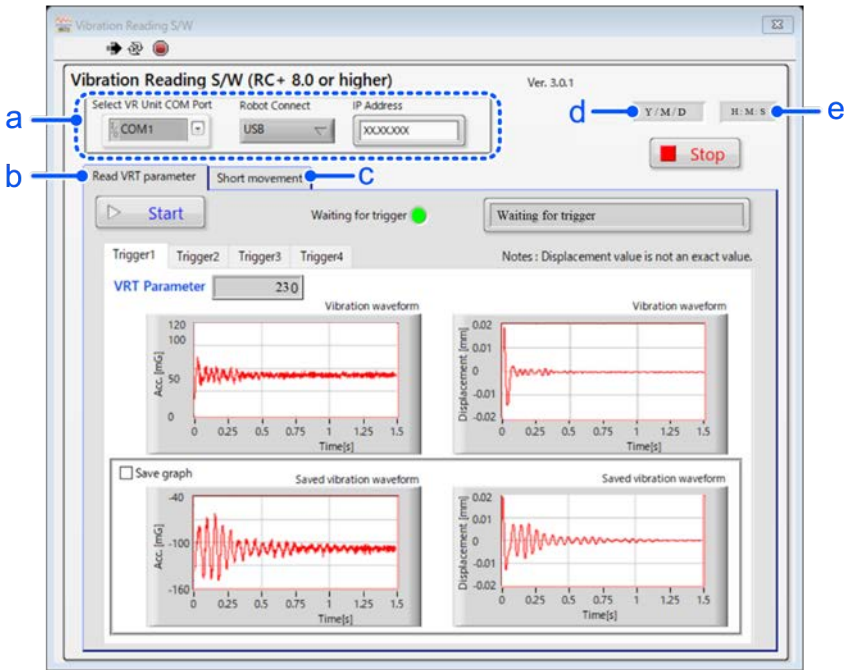 Vibration Reading S/W
Vibration Reading S/W (RC+ 8.0 or higher)
Ver. 3.0.1
Select VR Unit COM Port
Robot Connect
IP Address
COM1
USB
XX.XX.XXX
a
d
Y/M/D
H:M:S
e
Stop
b
Read VRT parameter
Short movement
c
Start
Waiting for trigger
Waiting for trigger
Trigger1
Trigger2
Trigger3
Trigger4
Notes : Displacement value is not an exact value.
VRT Parameter
230
Vibration waveform
Acc. [mG]
120
100
50
0
0 0.25 0.5 0.75 1 1.25 1.5
Time[s]
Vibration waveform
Displacement [mm]
0.02
0.01
0
-0.01
-0.02
0 0.25 0.5 0.75 1 1.25 1.5
Time[s]
Save graph
Saved vibration waveform
Acc. [mG]
-40
-100
-160
0 0.25 0.5 0.75 1 1.25 1.5
Time[s]
Saved vibration waveform
Displacement [mm]
0.02
0.01
0
-0.01
-0.02
0 0.25 0.5 0.75 1 1.25 1.5
Time[s]